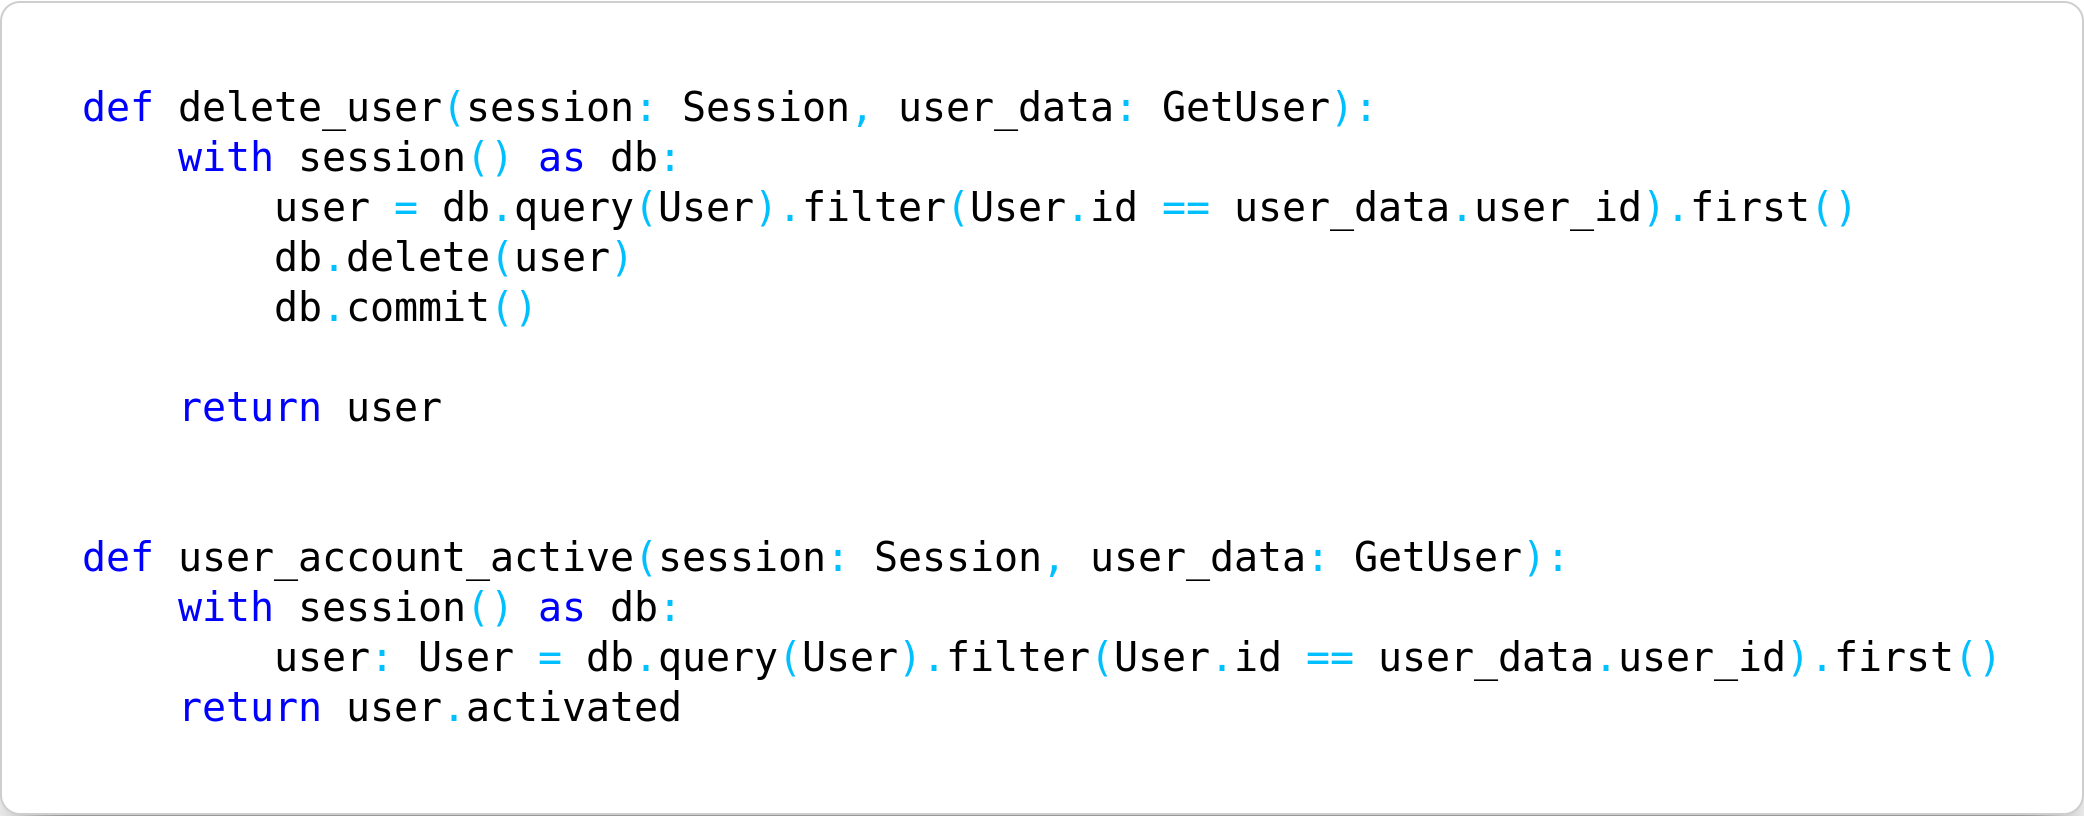 def delete_user(session: Session, user_data: GetUser):
    with session() as db:
        user = db.query(User).filter(User.id == user_data.user_id).first()
        db.delete(user)
        db.commit()

    return user


def user_account_active(session: Session, user_data: GetUser):
    with session() as db:
        user: User = db.query(User).filter(User.id == user_data.user_id).first()
    return user.activated